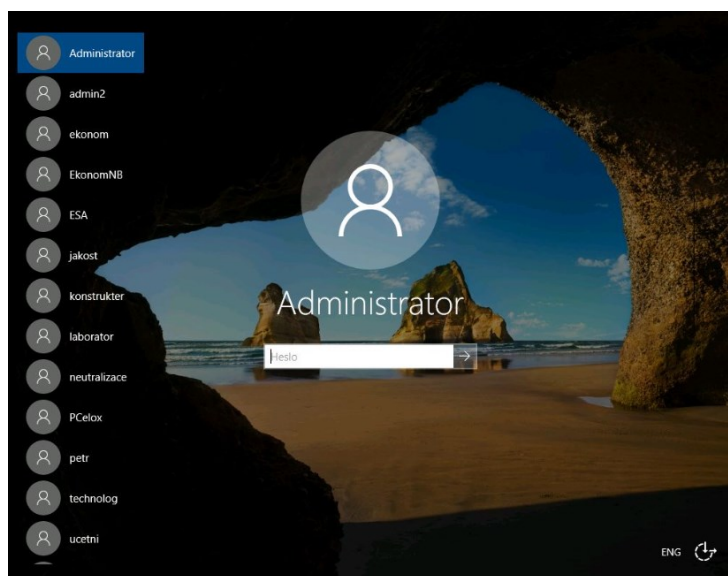 Administrator
admin2
ekonom
EkonomNB
ESA
jakost
konstrukter
laborator
neutralizace
PCelox
petr
technolog
ucetni
Administrator
Heslo
ENG